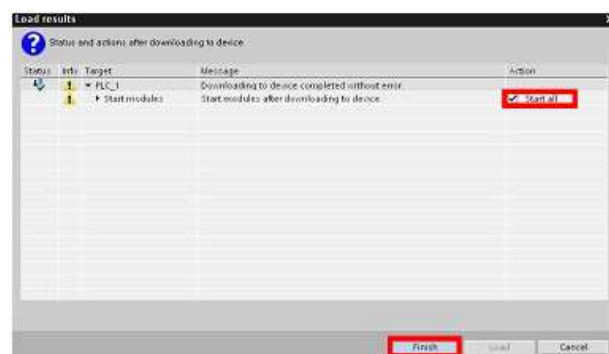 Load results
Status and actions after downloading to device
Status Info Target Message Action
PLC_1 Downloading to device completed without error.
Start modules Start modules after downloading to device. Start all
Finish Load Cancel